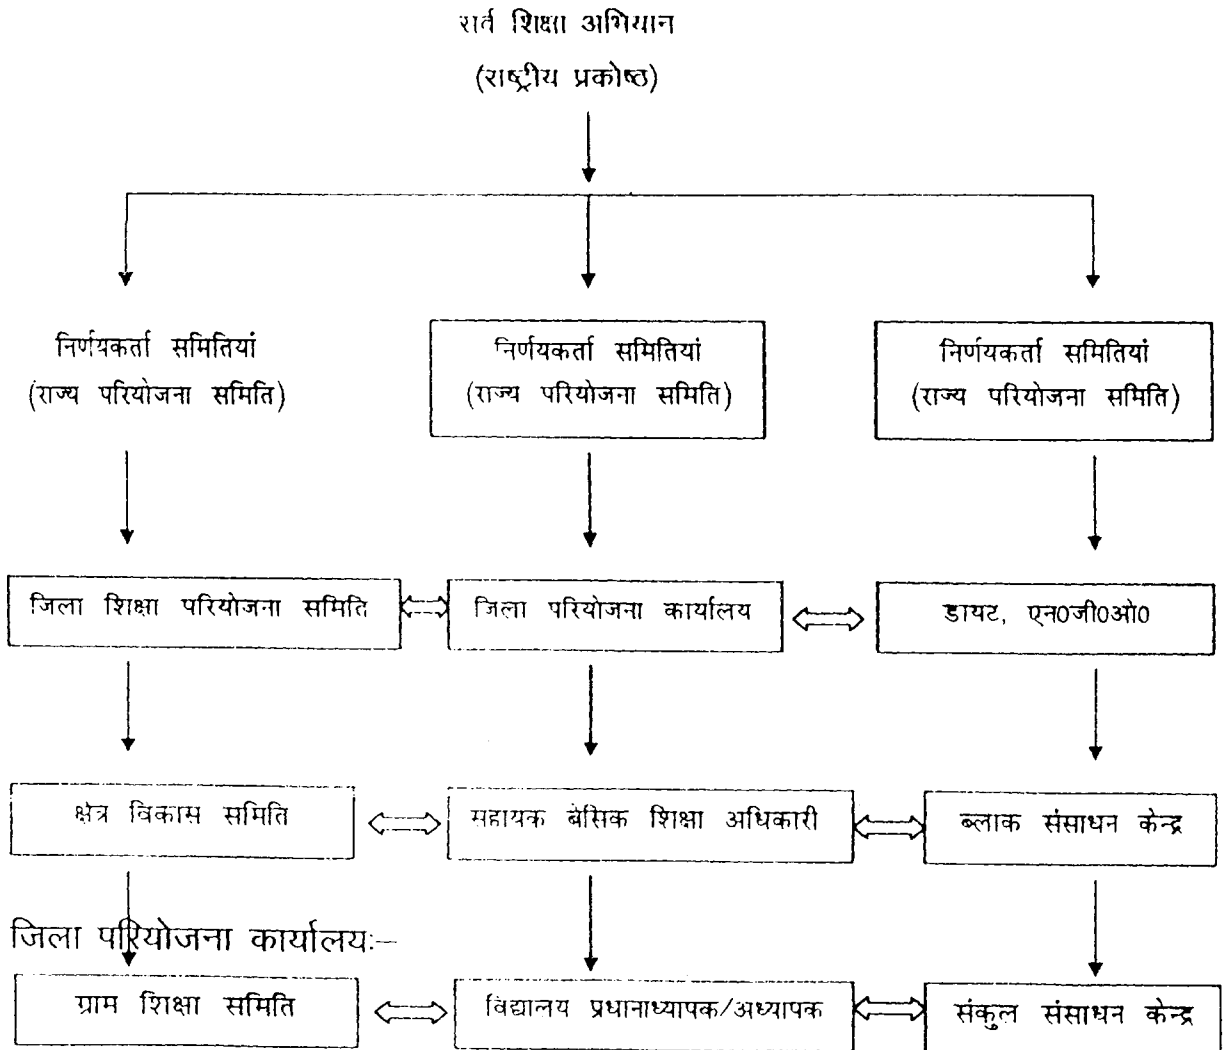 सर्व शिक्षा अभियान
(राष्ट्रीय प्रकोष्ठ)
निर्णयकर्ता समितियां
(राज्य परियोजना समिति)
निर्णयकर्ता समितियां
(राज्य परियोजना समिति)
निर्णयकर्ता समितियां
(राज्य परियोजना समिति)
जिला शिक्षा परियोजना समिति
जिला परियोजना कार्यालय
डायट, एन0जी0ओ0
क्षेत्र विकास समिति
सहायक बेसिक शिक्षा अधिकारी
ब्लाक संसाधन केन्द्र
जिला परियोजना कार्यालयः–
ग्राम शिक्षा समिति
विद्यालय प्रधानाध्यापक/अध्यापक
संकुल संसाधन केन्द्र